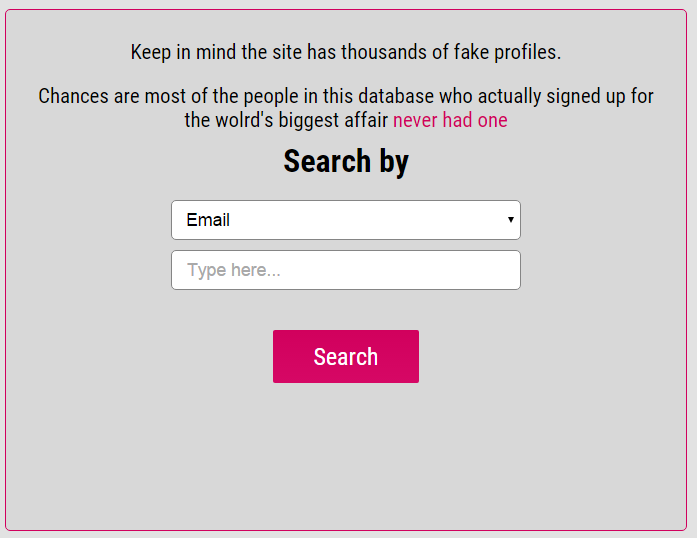 Keep in mind the site has thousands of fake profiles.
Chances are most of the people in this database who actually signed up for
the wolrd's biggest affair never had one
Search by
Email
Type here...
Search